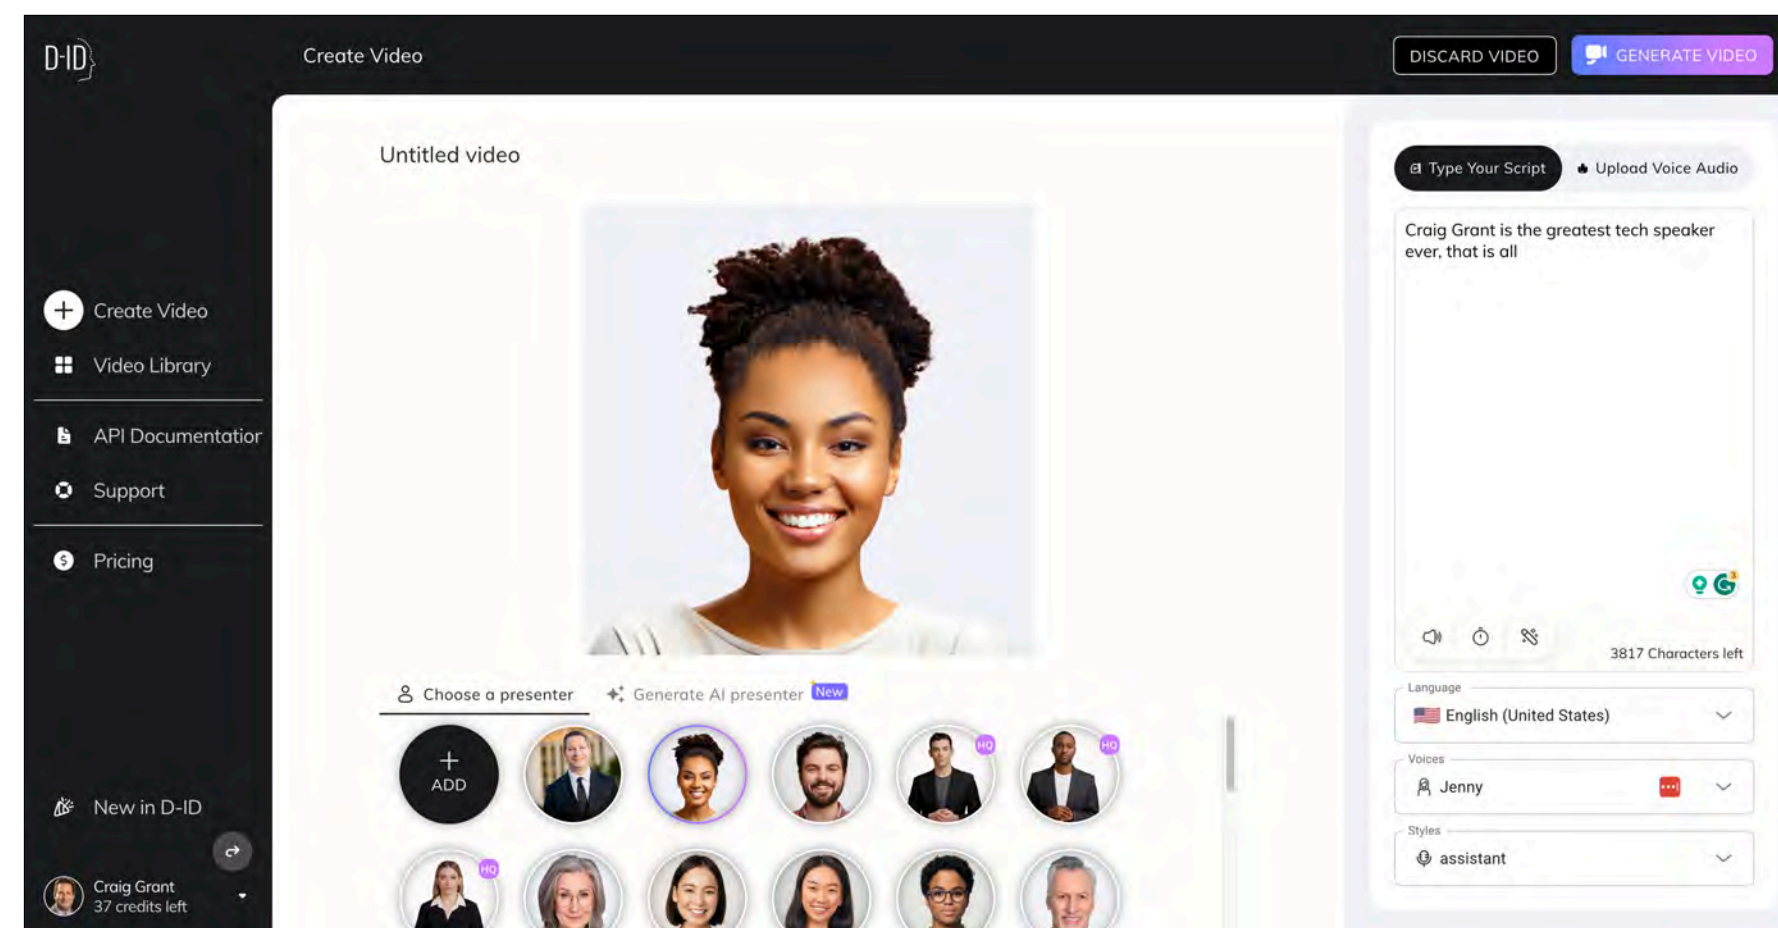 D-ID
Create Video
DISCARD VIDEO
GENERATE VIDEO
Create Video
Video Library
API Documentation
Support
Pricing
New in D-ID
Craig Grant
37 credits left
Untitled video
Choose a presenter
Generate AI presenter New
+
ADD
HQ
HQ
HQ
Type Your Script
Upload Voice Audio
Craig Grant is the greatest tech speaker
ever, that is all
3
3817 Characters left
Language
English (United States)
Voices
Jenny
Styles
assistant